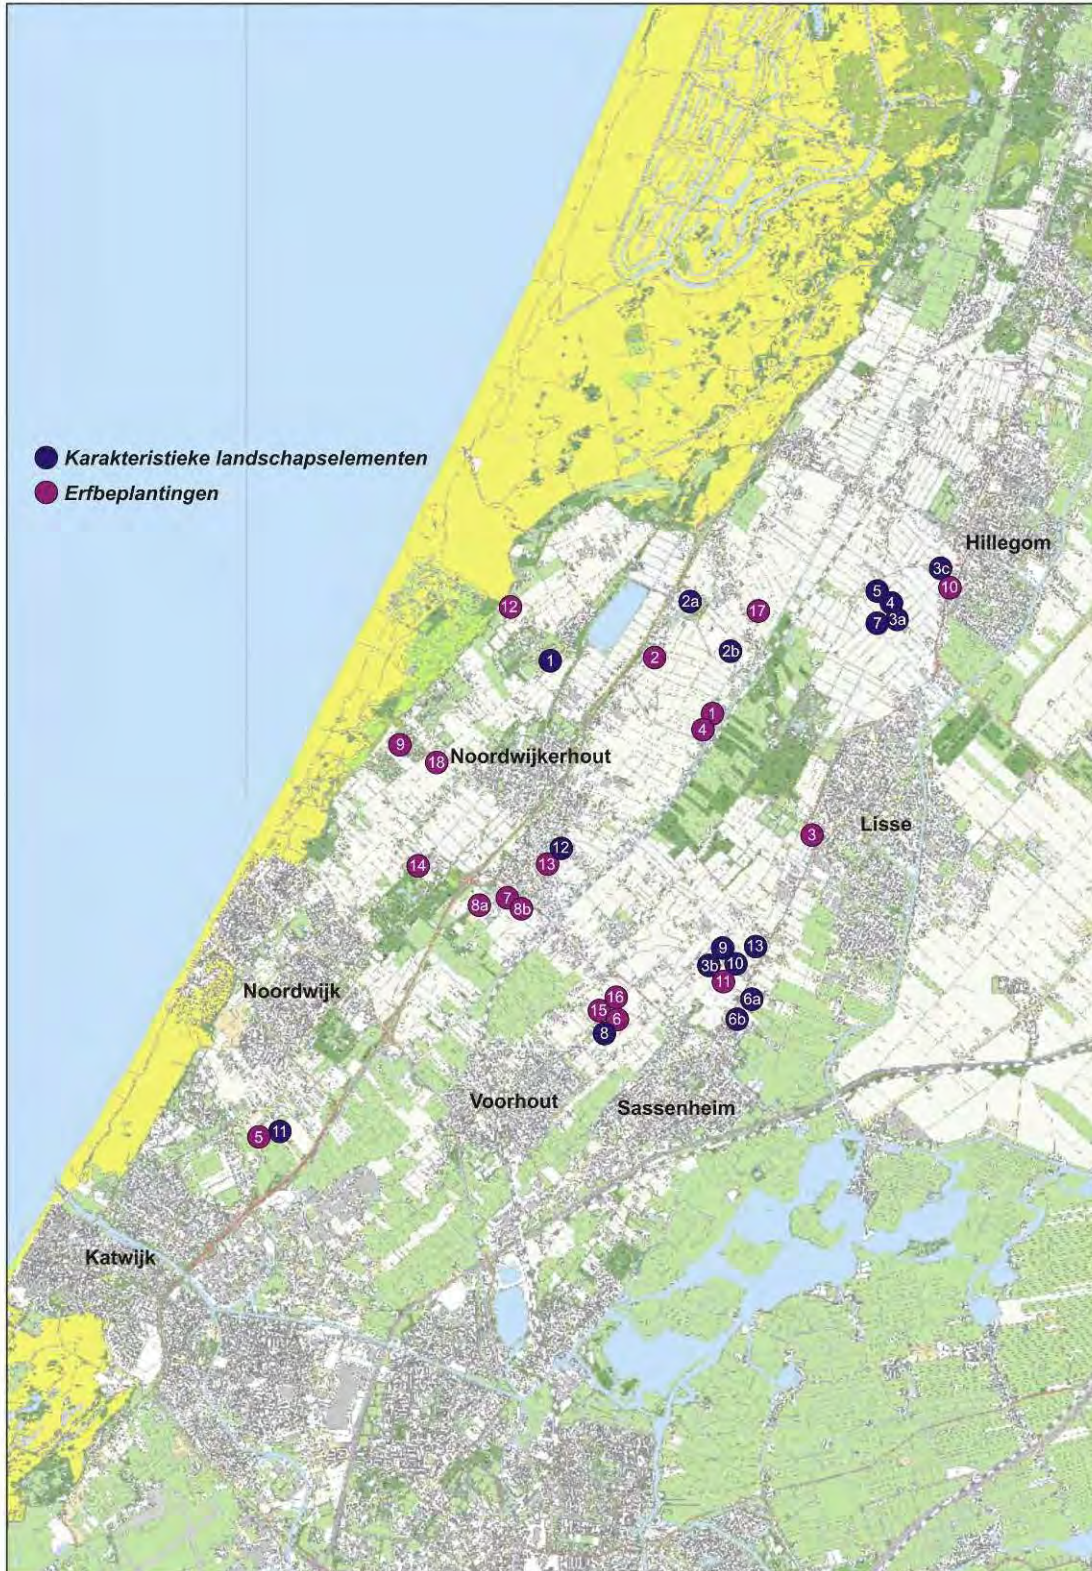 Karakteristieke landschapselementen
Erfbeplantingen
Hillegom
3c
10
5
4
3a
7
12
2a
17
1
2
2b
1
4
9
18
Noordwijkerhout
3
Lisse
12
13
14
7
8a
8b
9
13
3b
10
11
Noordwijk
16
15
6
8
6a
6b
Voorhout
Sassenheim
5
11
Katwijk